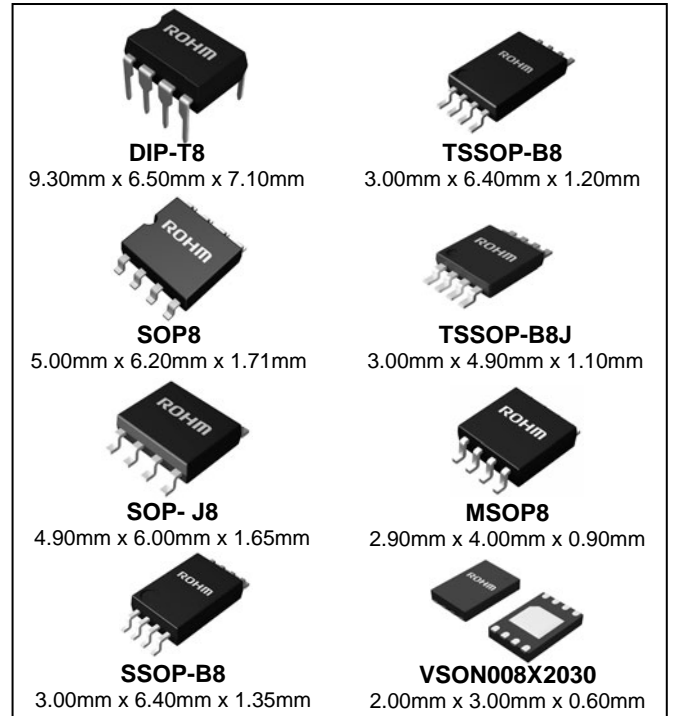 ROHM
DIP-T8
9.30mm x 6.50mm x 7.10mm
ROHM
TSSOP-B8
3.00mm x 6.40mm x 1.20mm
ROHM
SOP8
5.00mm x 6.20mm x 1.71mm
ROHM
TSSOP-B8J
3.00mm x 4.90mm x 1.10mm
ROHM
SOP- J8
4.90mm x 6.00mm x 1.65mm
ROHM
MSOP8
2.90mm x 4.00mm x 0.90mm
ROHM
SSOP-B8
3.00mm x 6.40mm x 1.35mm
ROHM
VSON008X2030
2.00mm x 3.00mm x 0.60mm